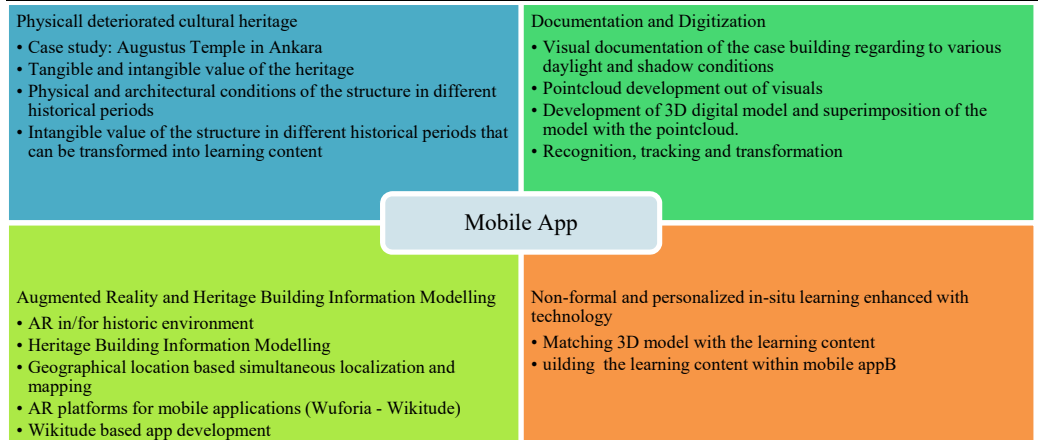 Physicall deteriorated cultural heritage
• Case study: Augustus Temple in Ankara
• Tangible and intangible value of the heritage
• Physical and architectural conditions of the structure in different
historical periods
• Intangible value of the structure in different historical periods that
can be transformed into learning content
Documentation and Digitization
• Visual documentation of the case building regarding to various
daylight and shadow conditions
• Pointcloud development out of visuals
• Development of 3D digital model and superimposition of the
model with the pointcloud.
• Recognition, tracking and transformation
Mobile App
Augmented Reality and Heritage Building Information Modelling
• AR in/for historic environment
• Heritage Building Information Modelling
• Geographical location based simultaneous localization and
mapping
• AR platforms for mobile applications (Wuforia - Wikitude)
• Wikitude based app development
Non-formal and personalized in-situ learning enhanced with
technology
• Matching 3D model with the learning content
• uilding the learning content within mobile appB